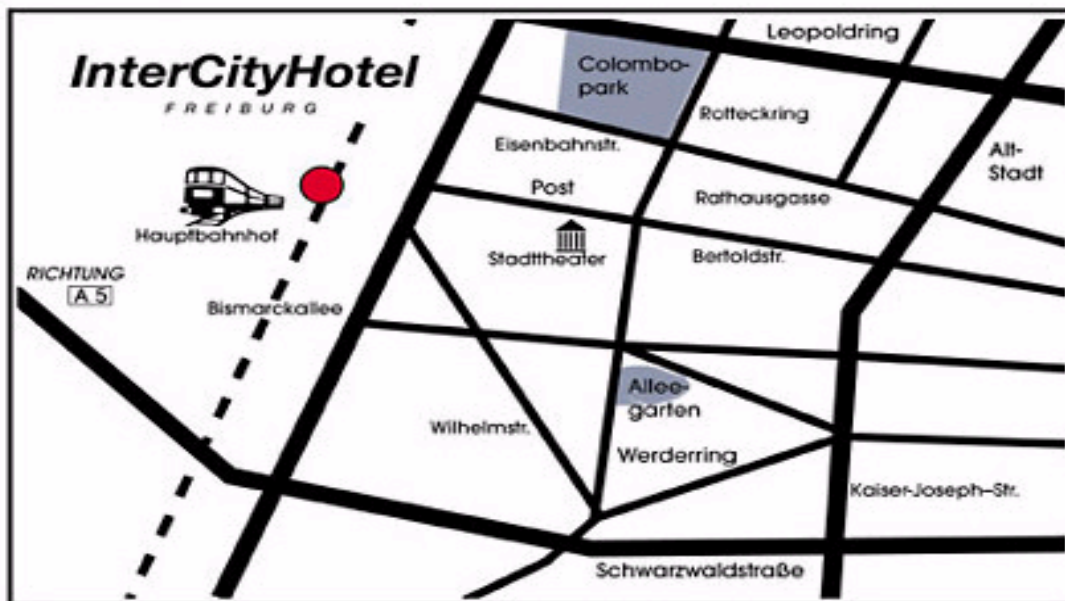 InterCityHotel
FREIBURG
Leopoldring
Colombo-
park
Rotteckring
Eisenbahnstr.
Alt-
Stadt
Post
Rathausgasse
Hauptbahnhof
Stadttheater
Bertoldstr.
RICHTUNG
A 5
Bismarckallee
Allee-
garten
Wilhelmstr.
Werderring
Kaiser-Joseph-Str.
Schwarzwaldstraße